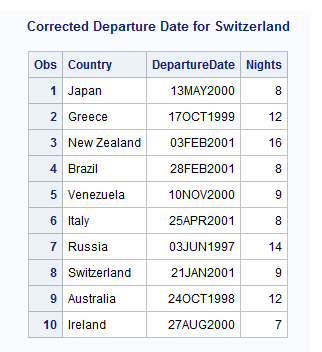 Corrected Departure Date for Switzerland
Obs Country DepartureDate Nights
1 Japan 13MAY2000 8
2 Greece 17OCT1999 12
3 New Zealand 03FEB2001 16
4 Brazil 28FEB2001 8
5 Venezuela 10NOV2000 9
6 Italy 25APR2001 8
7 Russia 03JUN1997 14
8 Switzerland 21JAN2001 9
9 Australia 24OCT1998 12
10 Ireland 27AUG2000 7